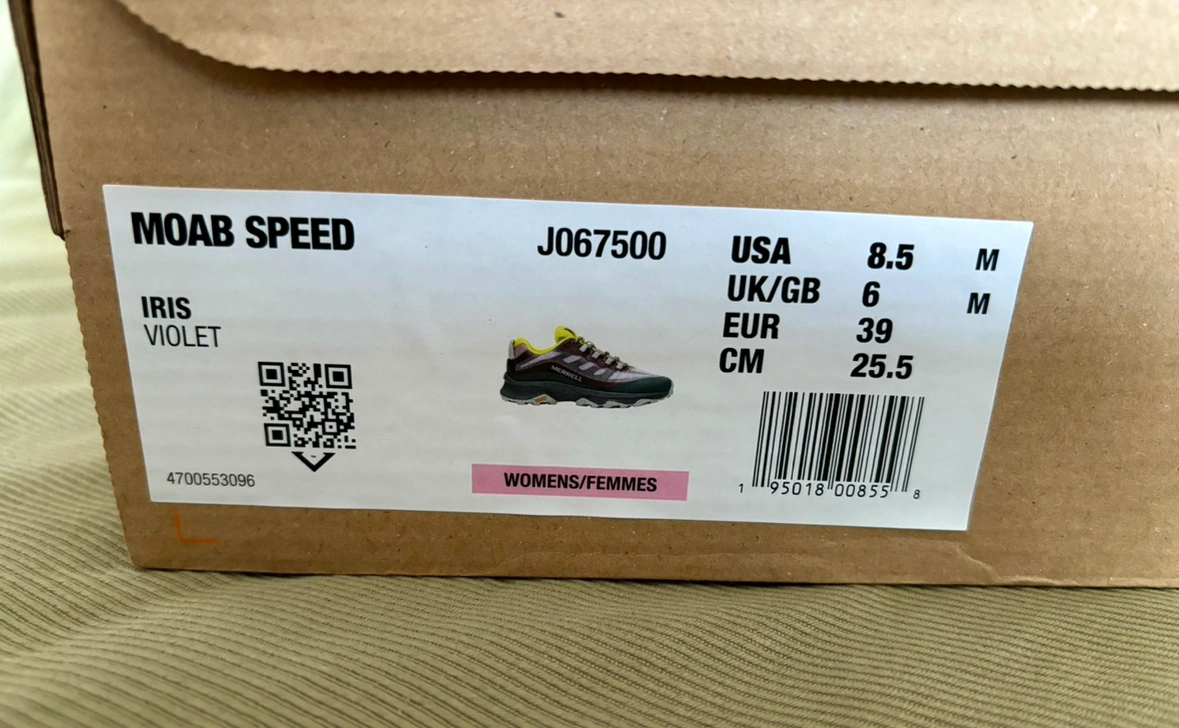 MOAB SPEED
J067500
IRIS
VIOLET
4700553096
MERRELL
WOMENS/FEMMES
USA 8.5 M
UK/GB 6 M
EUR 39
CM 25.5
1 95018 00855 8